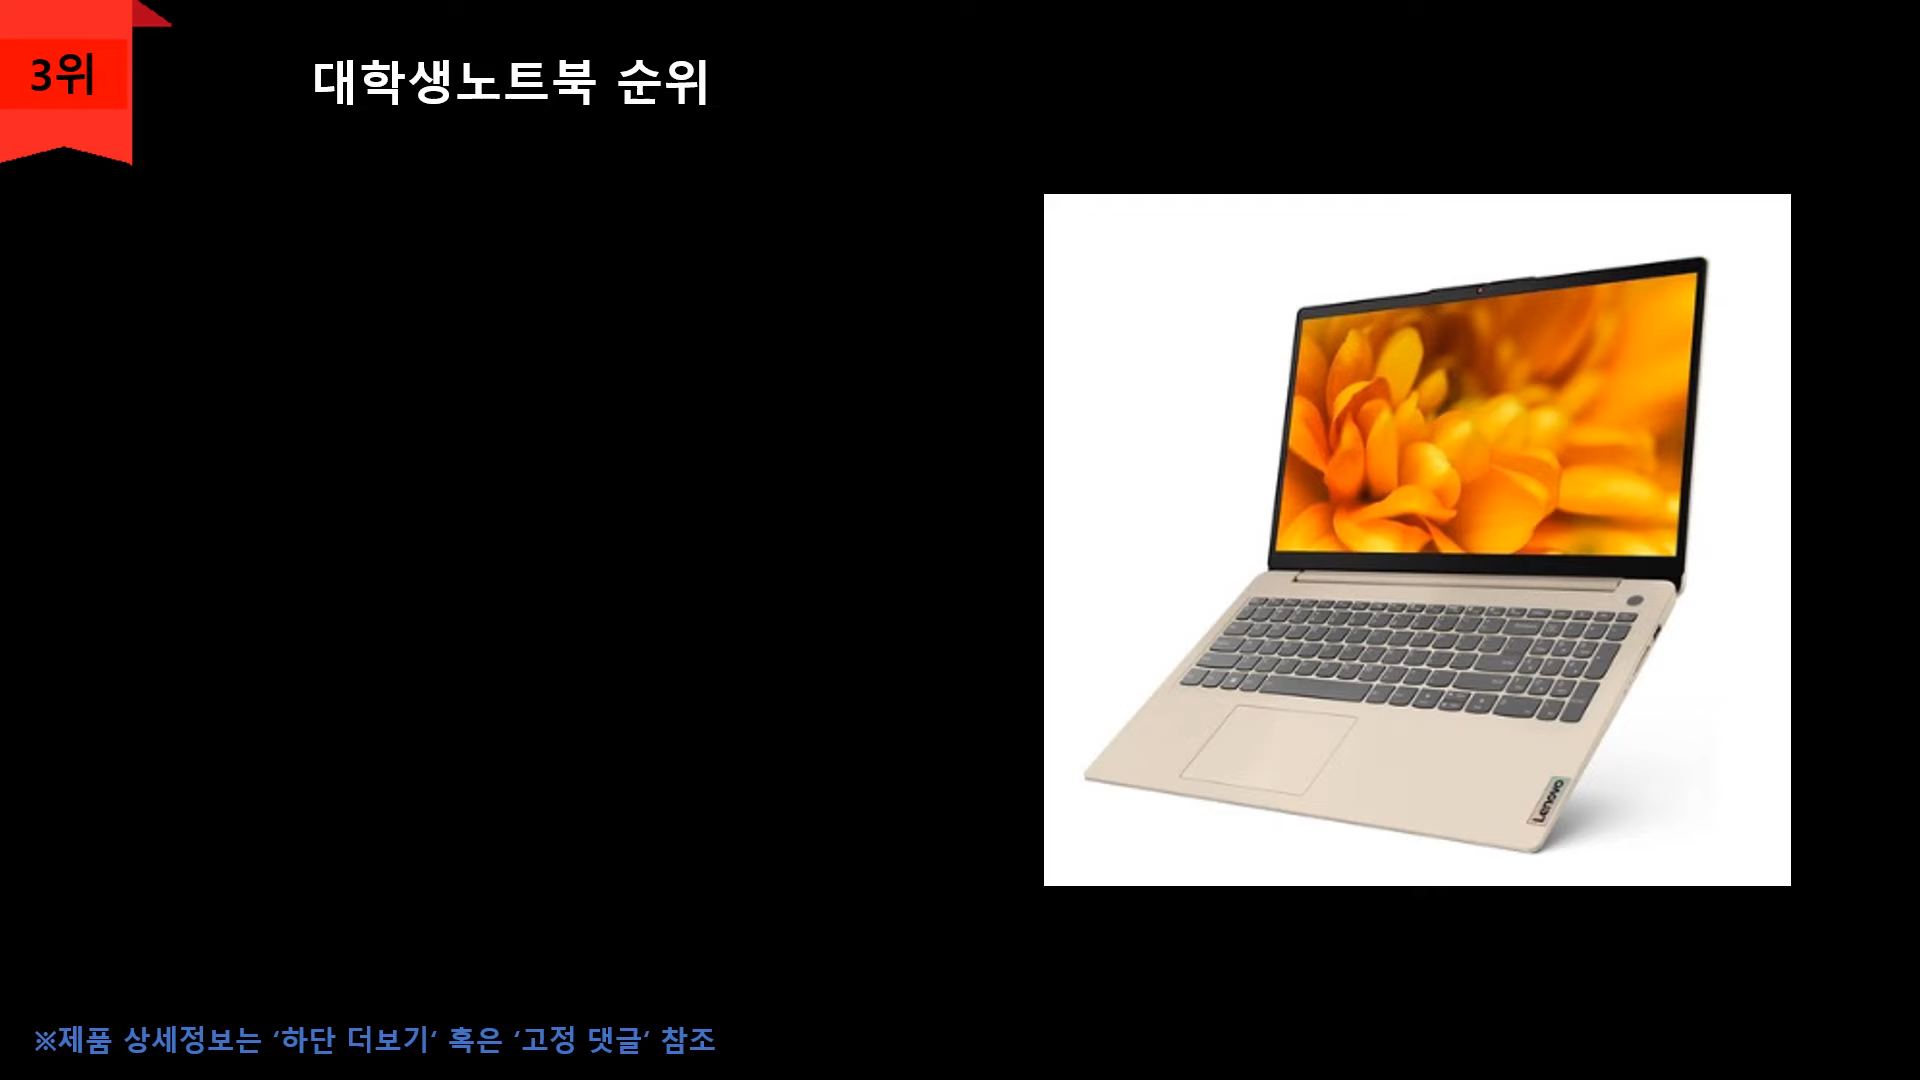 3위
대학생노트북 순위
Lenovo
※제품 상세정보는 ‘하단 더보기‘ 혹은 ‘고정 댓글‘ 참조